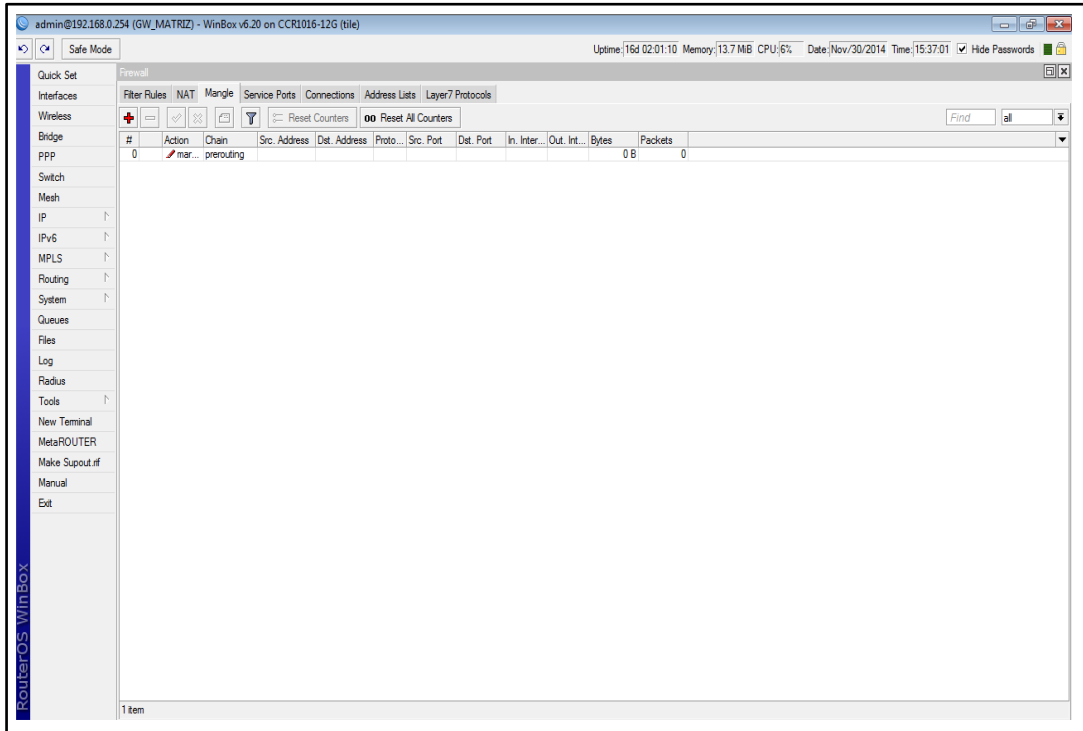 admin@192.168.0.254 (GW_MATRIZ) - WinBox v6.20 on CCR1016-12G (tile)
Safe Mode Uptime: 16d 02:01:10 Memory: 13.7 MiB CPU: 6% Date: Nov/30/2014 Time: 15:37:01 Hide Passwords
Quick Set
Interfaces
Wireless
Bridge
PPP
Switch
Mesh
IP
IPv6
MPLS
Routing
System
Queues
Files
Log
Radius
Tools
New Terminal
MetaROUTER
Make Supout.rif
Manual
Exit
RouterOS WinBox
Firewall
Filter Rules NAT Mangle Service Ports Connections Address Lists Layer7 Protocols
Reset Counters 00 Reset All Counters Find all
# Action Chain Src. Address Dst. Address Proto... Src. Port Dst. Port In. Inter... Out. Int... Bytes Packets
0 mar... prerouting 0 B 0
1 item